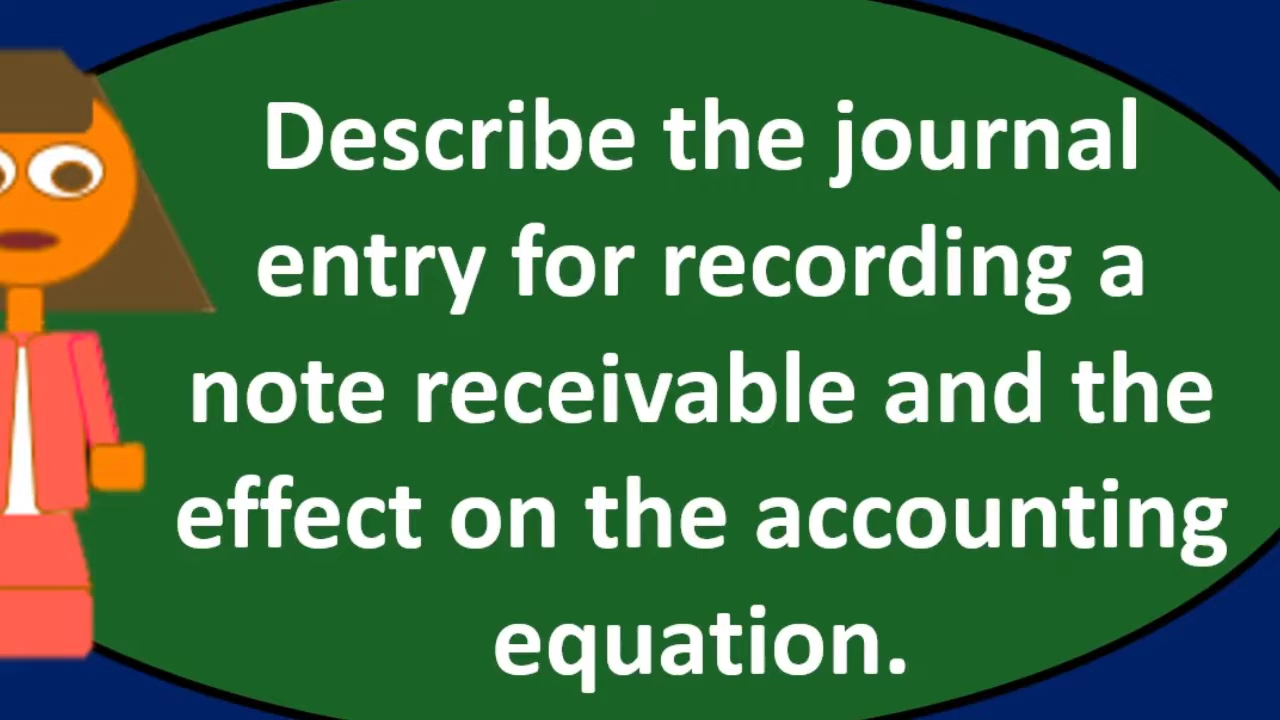 Describe the journal
entry for recording a
note receivable and the
effect on the accounting
equation.